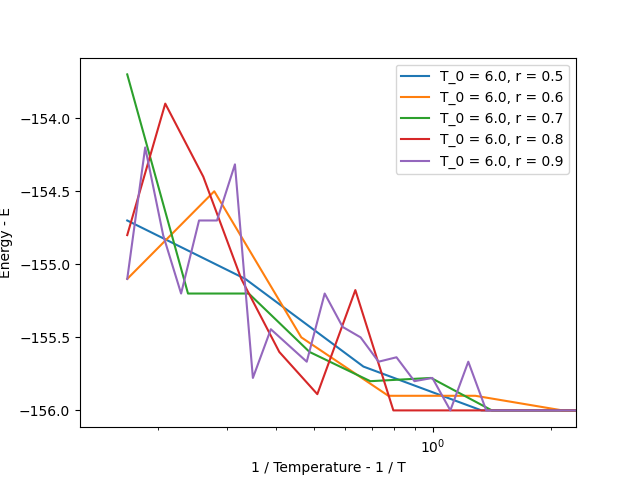 T_0 = 6.0, r = 0.5
T_0 = 6.0, r = 0.6
T_0 = 6.0, r = 0.7
T_0 = 6.0, r = 0.8
T_0 = 6.0, r = 0.9
−154.0
−154.5
−155.0
−155.5
−156.0
Energy - E
10⁰
1 / Temperature - 1 / T